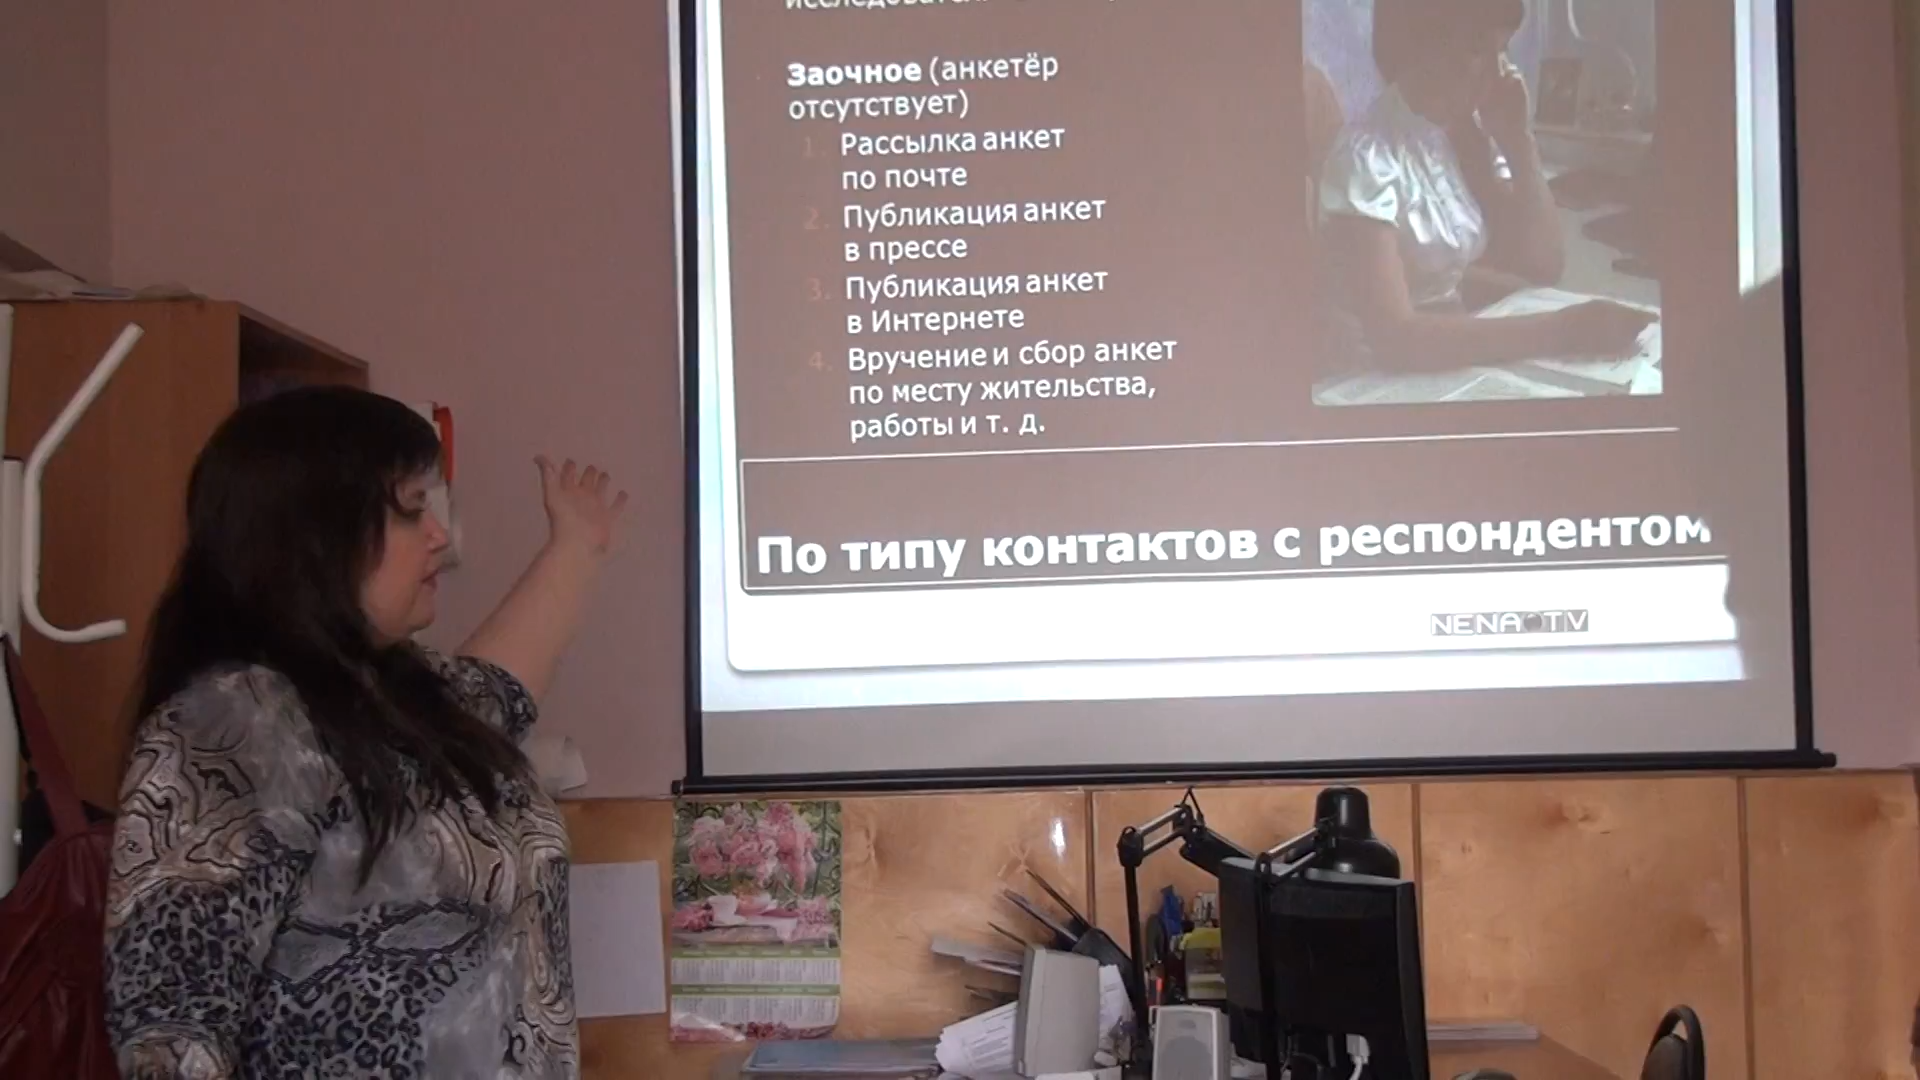 Заочное (анкетёр
отсутствует)
1. Рассылка анкет
по почте
2. Публикация анкет
в прессе
3. Публикация анкет
в Интернете
4. Вручение и сбор анкет
по месту жительства,
работы и т. д.
По типу контактов с респондентом
NENA TV